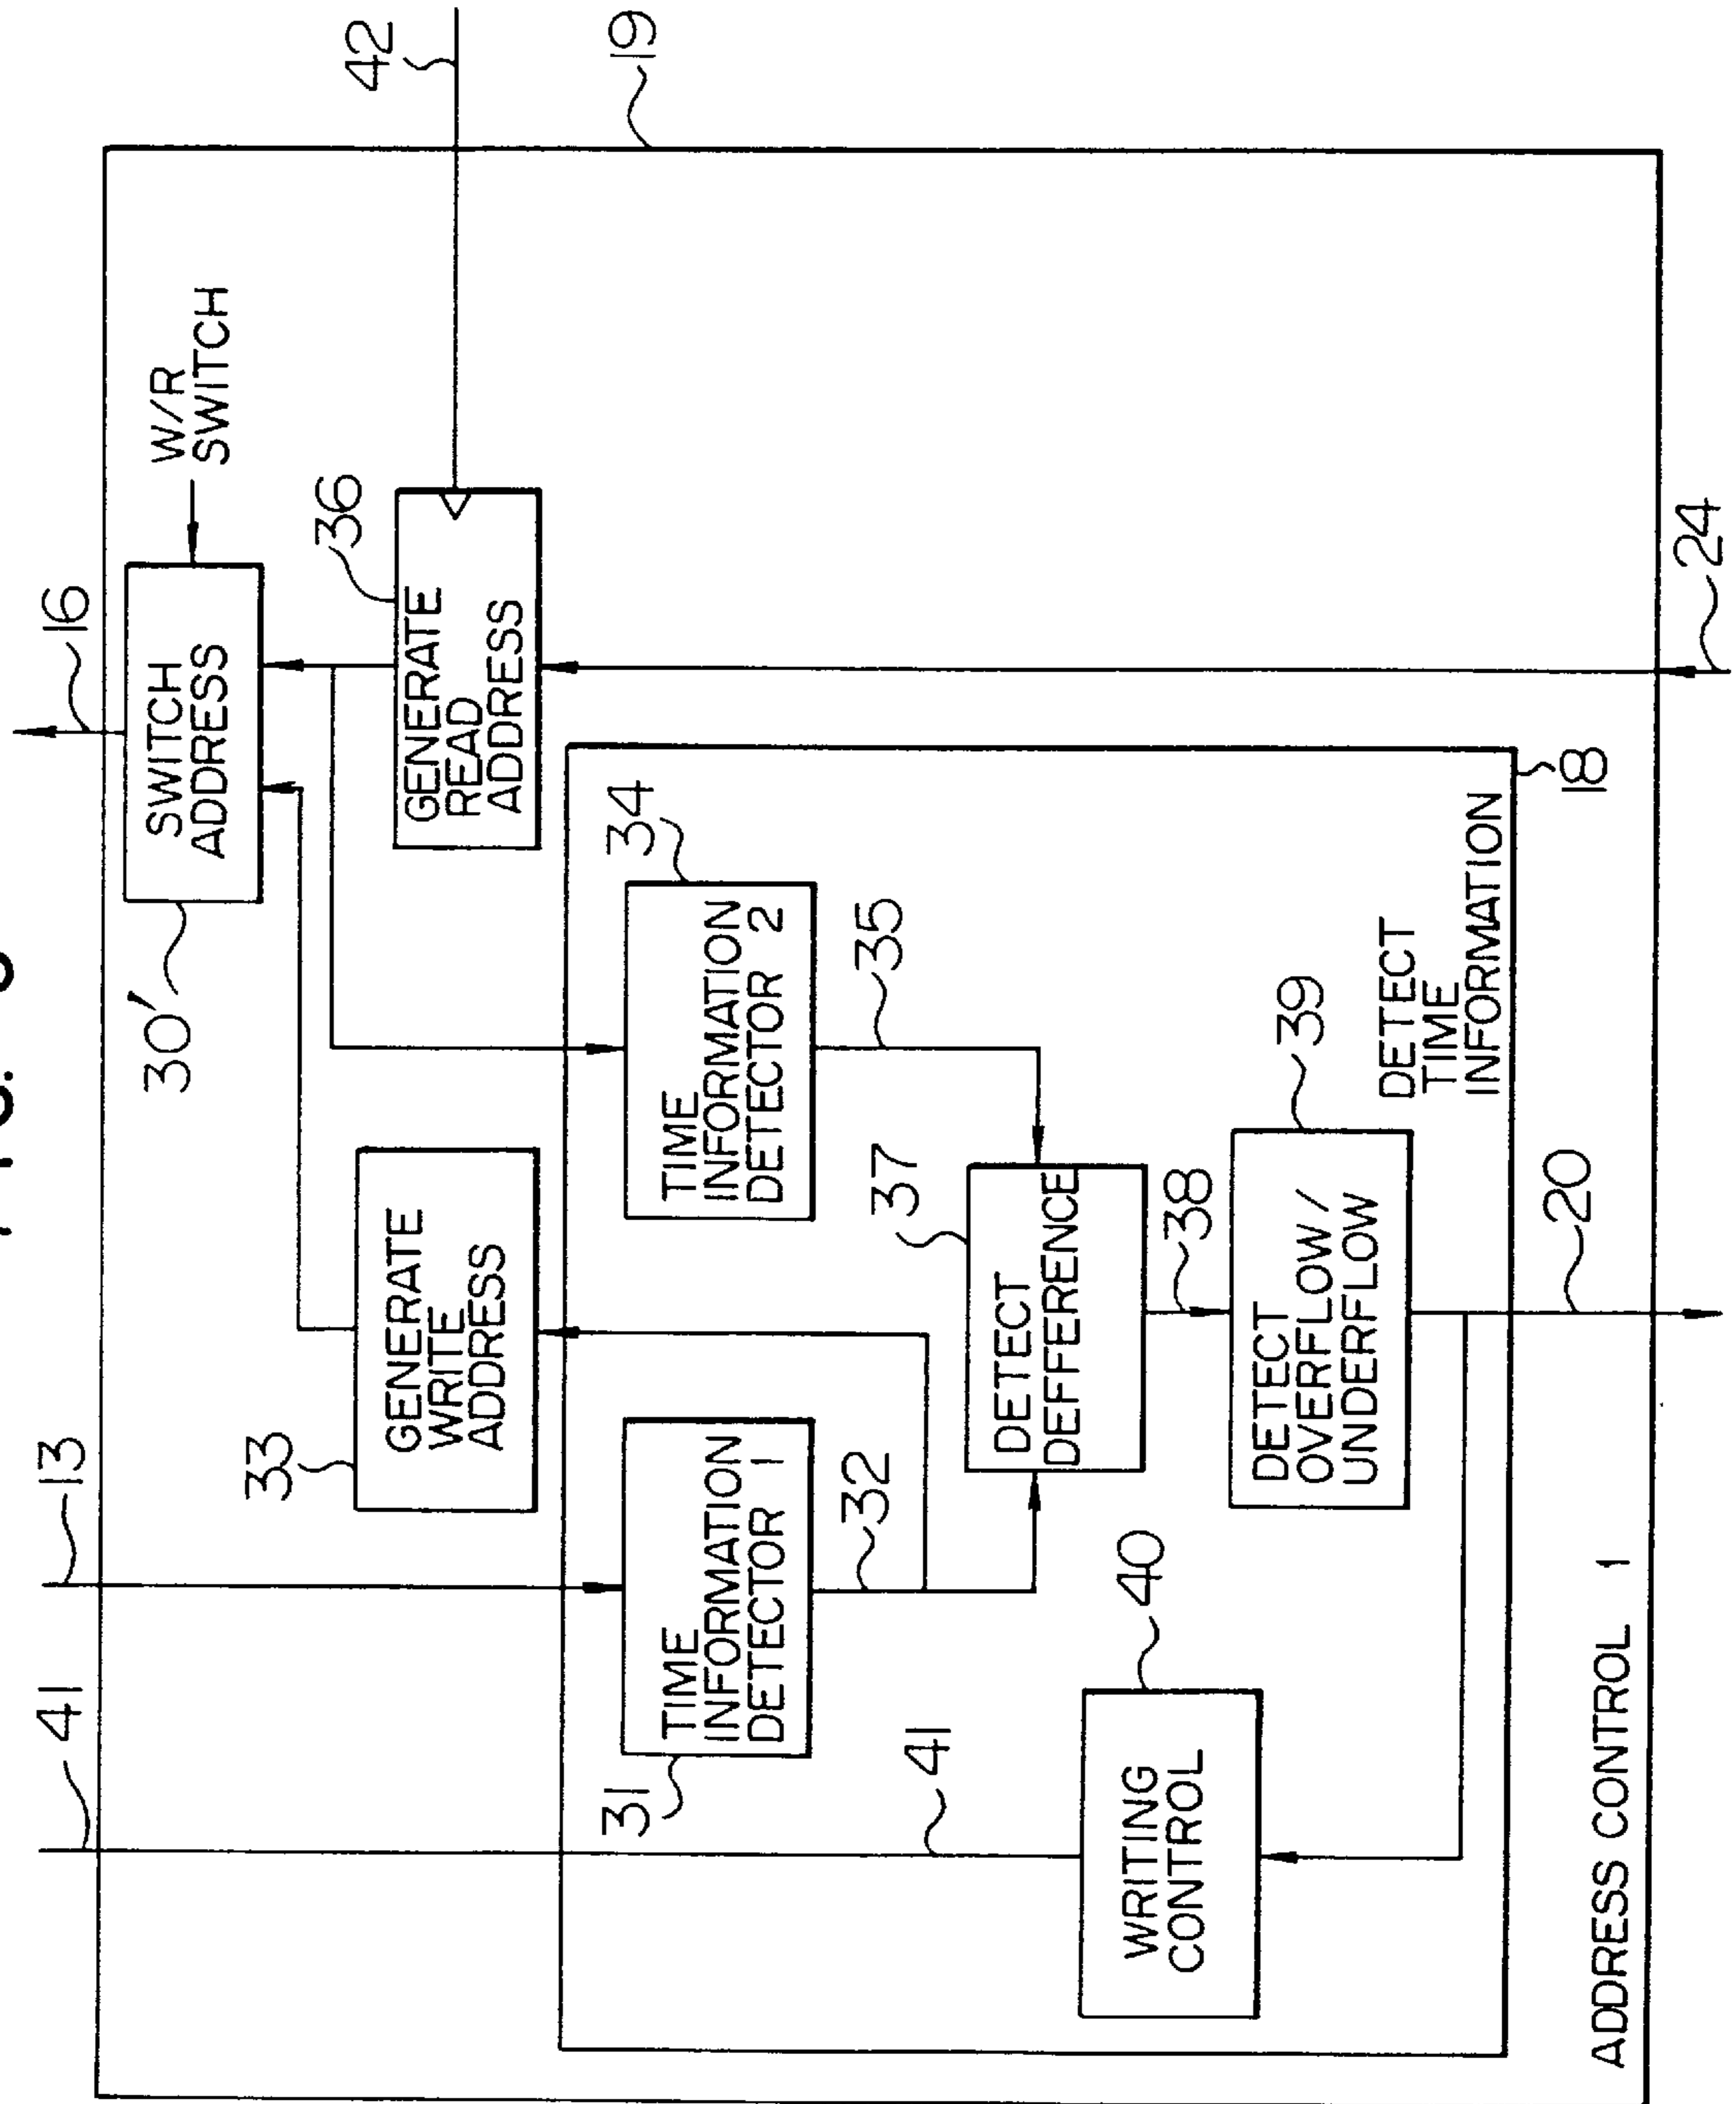 FIG.
41
13
16
42
30'
SWITCH
ADDRESS
W/R
SWITCH
33
GENERATE
WRITE
ADDRESS
36
GENERATE
READ
ADDRESS
19
31
TIME
INFORMATION
DETECTOR 1
34
TIME
INFORMATION
DETECTOR 2
41
32
35
37
DETECT
DEFFERENCE
40
WRITING
CONTROL
38
39
DETECT
OVERFLOW/
UNDERFLOW
DETECT
TIME
INFORMATION
18
20
24
ADDRESS CONTROL 1